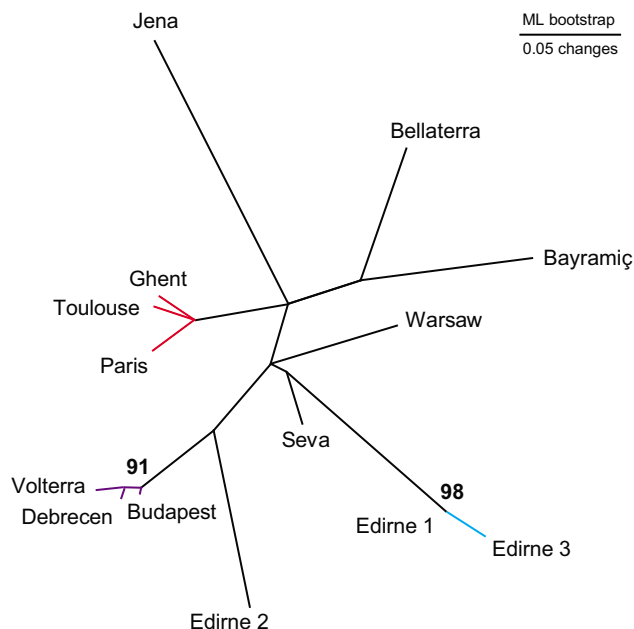 Jena
ML bootstrap
0.05 changes
Bellaterra
Bayramiç
Ghent
Toulouse
Warsaw
Paris
Seva
91
Volterra
98
Debrecen
Budapest
Edirne 1
Edirne 3
Edirne 2